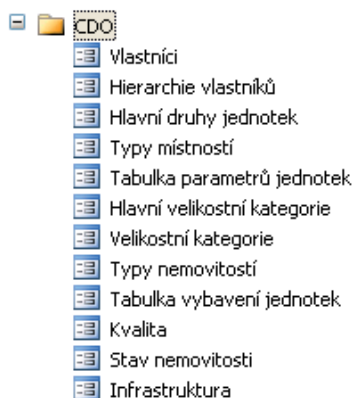 CDO
Vlastníci
Hierarchie vlastníků
Hlavní druhy jednotek
Typy místností
Tabulka parametrů jednotek
Hlavní velikostní kategorie
Velikostní kategorie
Typy nemovitostí
Tabulka vybavení jednotek
Kvalita
Stav nemovitosti
Infrastruktura